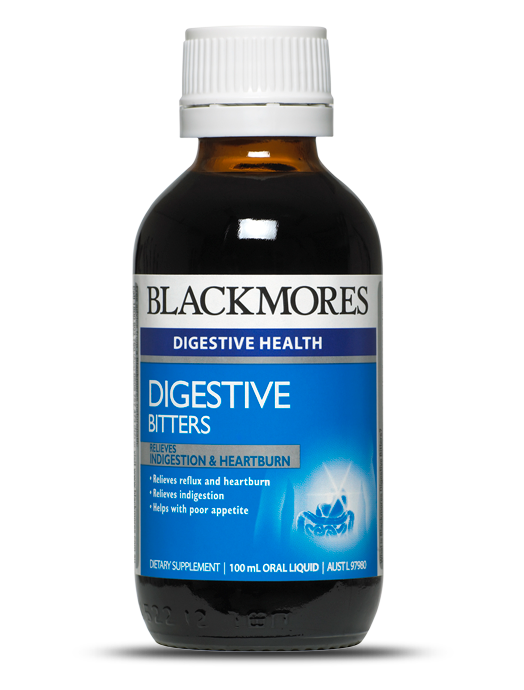 BLACKMORES
DIGESTIVE HEALTH
DIGESTIVE
BITTERS
RELIEVES
INDIGESTION & HEARTBURN
• Relieves reflux and heartburn
• Relieves indigestion
• Helps with poor appetite
DIETARY SUPPLEMENT | 100 mL ORAL LIQUID | AUST L 97980